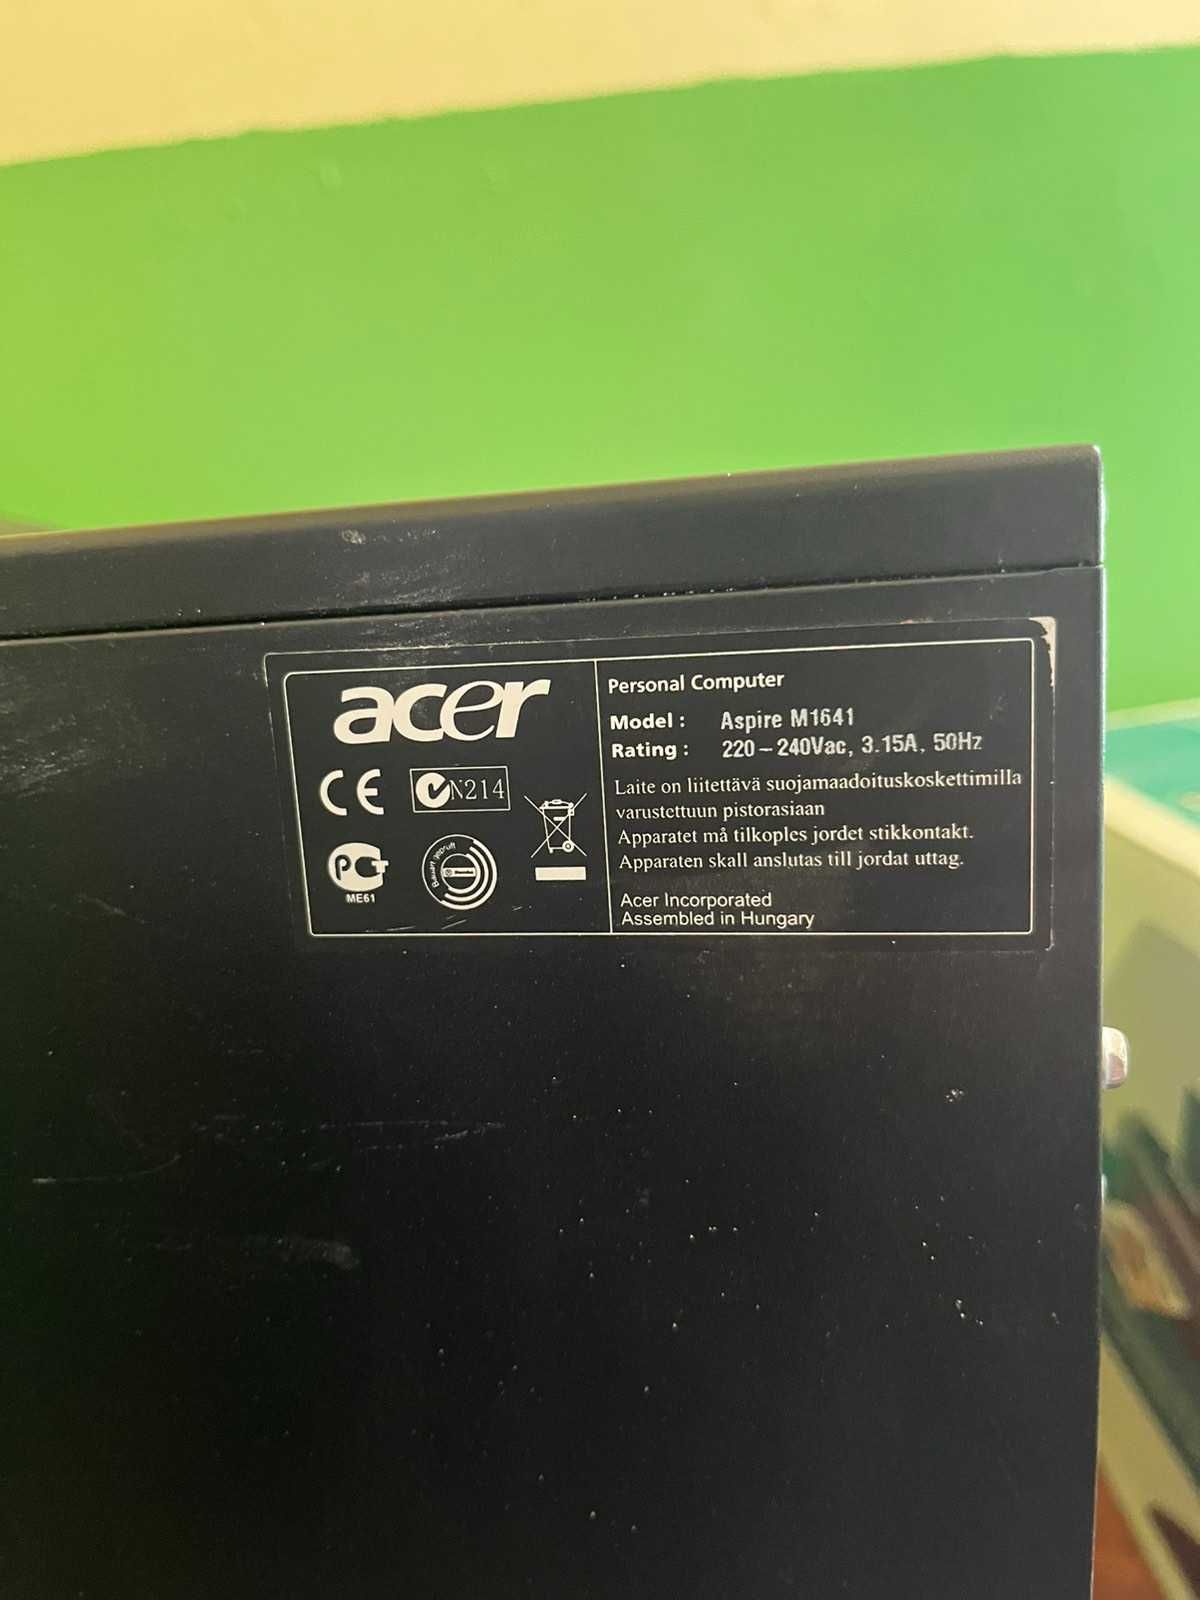 acer
CE
N214
PCT
ME61
Bauart geprüft
Personal Computer
Model : Aspire M1641
Rating : 220–240Vac, 3.15A, 50Hz
Laite on liitettävä suojamaadoituskoskettimilla
varustettuun pistorasiaan
Apparatet må tilkoples jordet stikkontakt.
Apparaten skall anslutas till jordat uttag.
Acer Incorporated
Assembled in Hungary